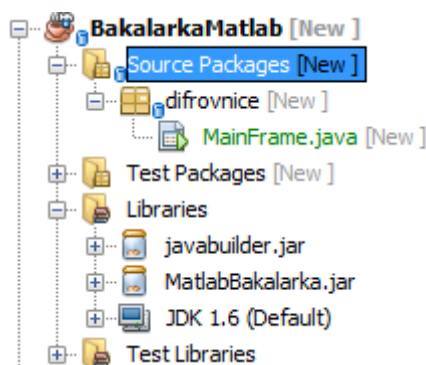 BakalarkaMatlab [New ]
Source Packages [New ]
difrovnice [New ]
MainFrame.java [New ]
Test Packages [New ]
Libraries
javabuilder.jar
MatlabBakalarka.jar
JDK 1.6 (Default)
Test Libraries